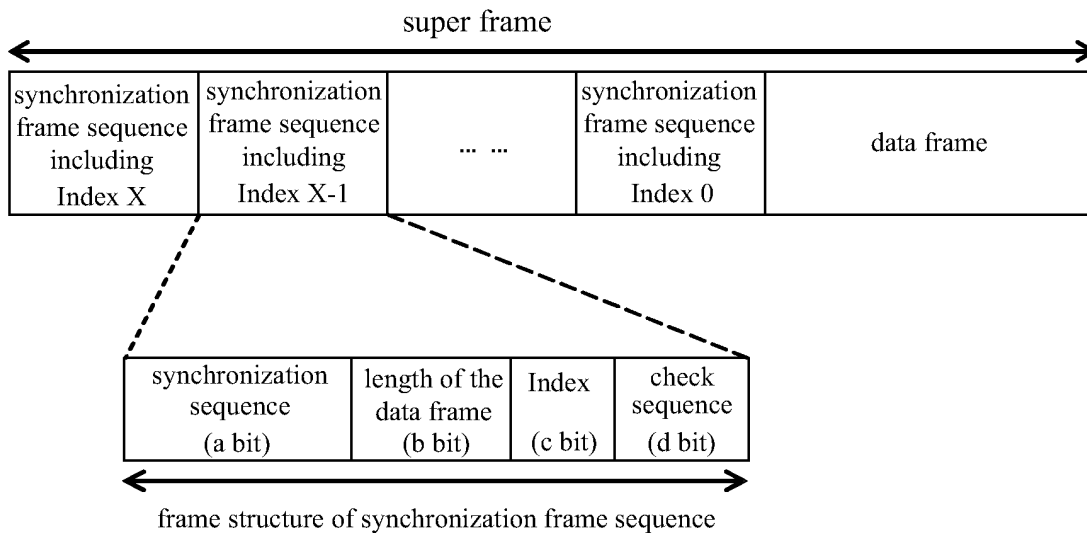 super frame
synchronization
frame sequence
including
Index X
synchronization
frame sequence
including
Index X-1
... ...
synchronization
frame sequence
including
Index 0
data frame
synchronization
sequence
(a bit)
length of the
data frame
(b bit)
Index
(c bit)
check
sequence
(d bit)
frame structure of synchronization frame sequence